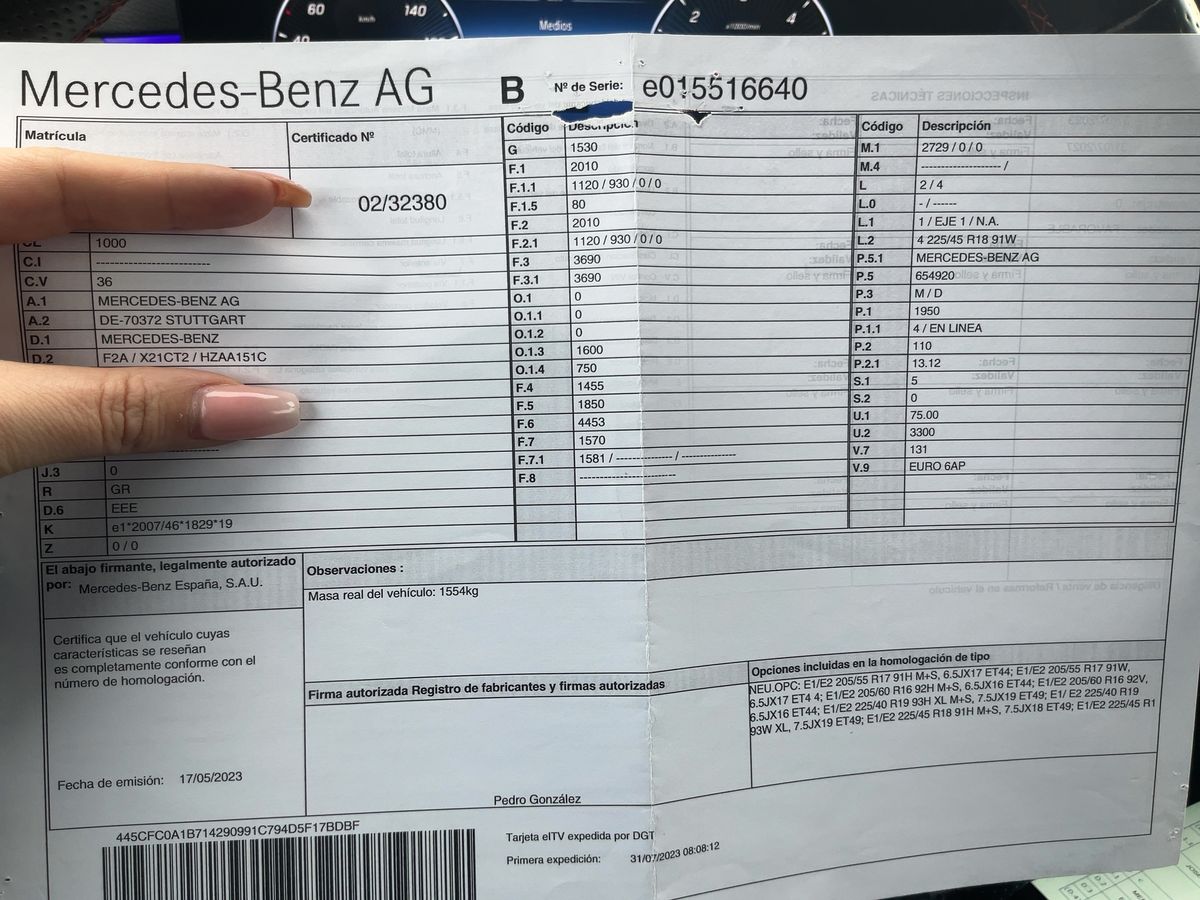 60
140
km/h
Medios
2
4
x1000/min
Mercedes-Benz AG
B
Nº de Serie: e015516640
Matrícula
Certificado Nº
02/32380
1000
C.I ------------------------
C.V 36
A.1 MERCEDES-BENZ AG
A.2 DE-70372 STUTTGART
D.1 MERCEDES-BENZ
D.2 F2A / X21CT2 / HZAA151C
J.3 0
R GR
D.6 EEE
K e1*2007/46*1829*19
Z 0 / 0
Código Descripción
G 1530
F.1 2010
F.1.1 1120 / 930 / 0 / 0
F.1.5 80
F.2 2010
F.2.1 1120 / 930 / 0 / 0
F.3 3690
F.3.1 3690
O.1 0
O.1.1 0
O.1.2 0
O.1.3 1600
O.1.4 750
F.4 1455
F.5 1850
F.6 4453
F.7 1570
F.7.1 1581 / -------------- / --------------
F.8 ------------------------
Código Descripción
M.1 2729 / 0 / 0
M.4 -------------------- /
L 2 / 4
L.0 - / ------
L.1 1 / EJE 1 / N.A.
L.2 4 225/45 R18 91W
P.5.1 MERCEDES-BENZ AG
P.5 654920
P.3 M / D
P.1 1950
P.1.1 4 / EN LINEA
P.2 110
P.2.1 13.12
S.1 5
S.2 0
U.1 75.00
U.2 3300
V.7 131
V.9 EURO 6AP
El abajo firmante, legalmente autorizado
por: Mercedes-Benz España, S.A.U.
Certifica que el vehículo cuyas
características se reseñan
es completamente conforme con el
número de homologación.
Fecha de emisión: 17/05/2023
Observaciones :
Masa real del vehículo: 1554kg
Firma autorizada Registro de fabricantes y firmas autorizadas
Pedro González
Opciones incluidas en la homologación de tipo
NEU.OPC: E1/E2 205/55 R17 91H M+S, 6.5JX17 ET44; E1/E2 205/55 R17 91W,
6.5JX17 ET4 4; E1/E2 205/60 R16 92H M+S, 6.5JX16 ET44; E1/E2 205/60 R16 92V,
6.5JX16 ET44; E1/E2 225/40 R19 93H XL M+S, 7.5JX19 ET49; E1/ E2 225/40 R19
93W XL, 7.5JX19 ET49; E1/E2 225/45 R18 91H M+S, 7.5JX18 ET49; E1/E2 225/45 R1
445CFC0A1B714290991C794D5F17BDBF
Tarjeta eITV expedida por DGT
Primera expedición: 31/07/2023 08:08:12